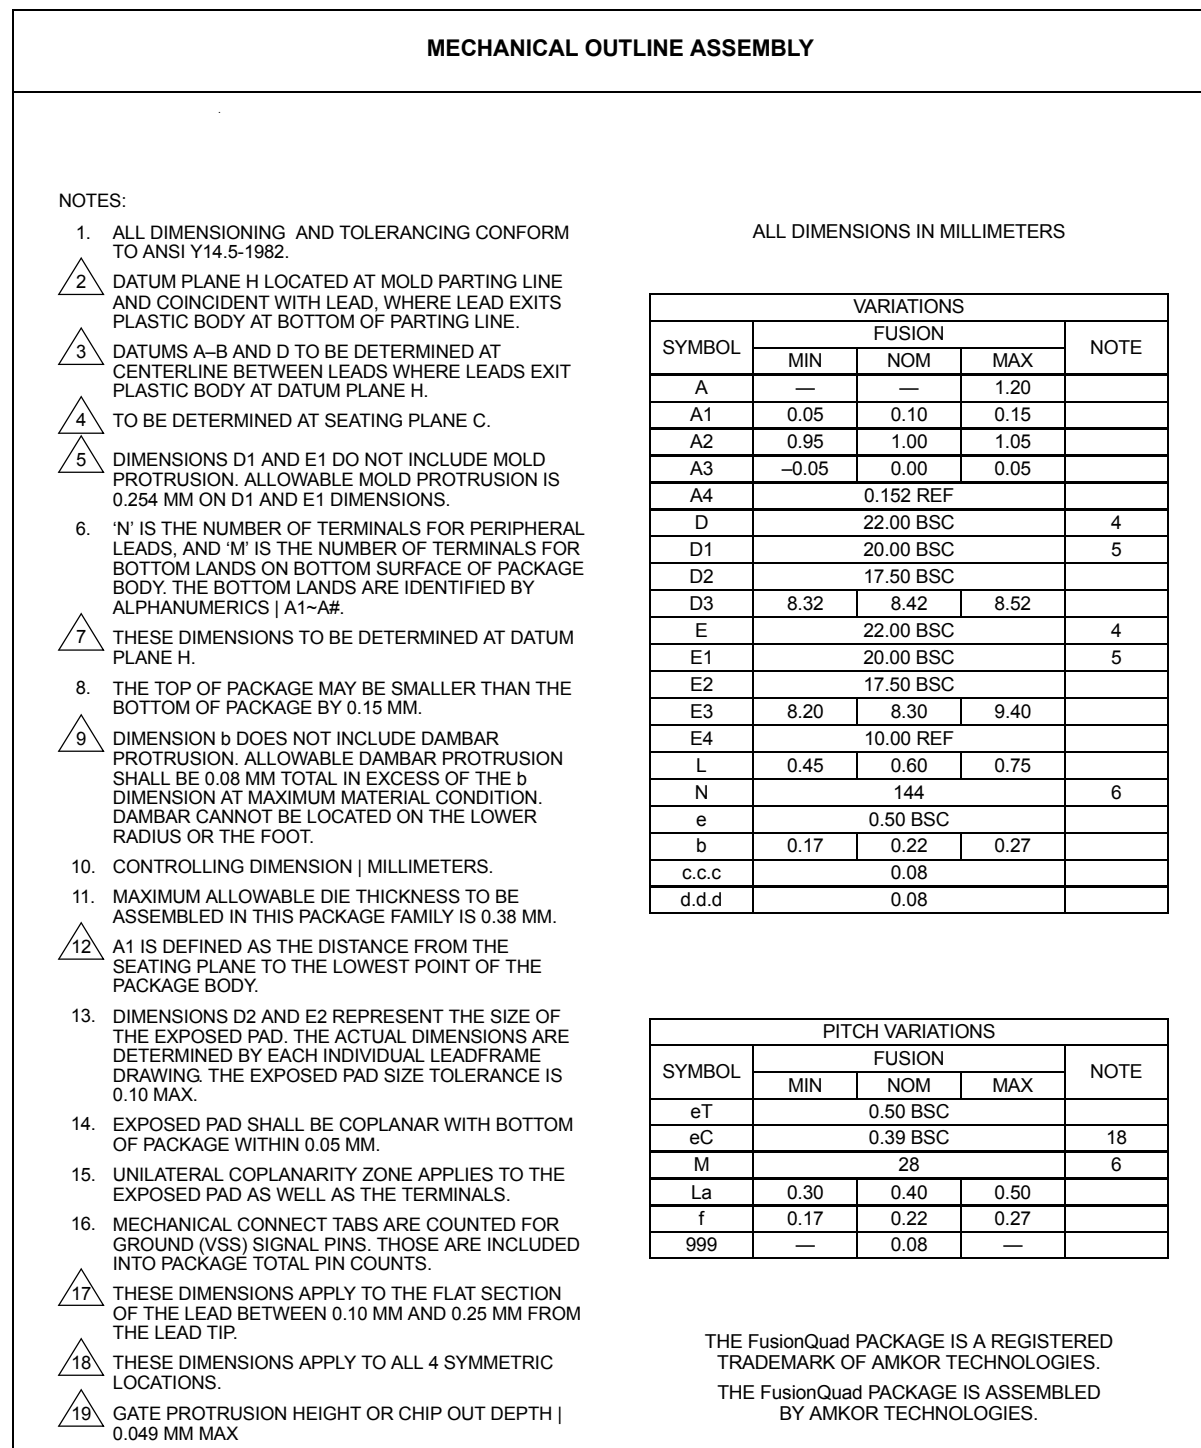 MECHANICAL OUTLINE ASSEMBLY
NOTES:
1. ALL DIMENSIONING AND TOLERANCING CONFORM
TO ANSI Y14.5-1982.
2 DATUM PLANE H LOCATED AT MOLD PARTING LINE
AND COINCIDENT WITH LEAD, WHERE LEAD EXITS
PLASTIC BODY AT BOTTOM OF PARTING LINE.
3 DATUMS A–B AND D TO BE DETERMINED AT
CENTERLINE BETWEEN LEADS WHERE LEADS EXIT
PLASTIC BODY AT DATUM PLANE H.
4 TO BE DETERMINED AT SEATING PLANE C.
5 DIMENSIONS D1 AND E1 DO NOT INCLUDE MOLD
PROTRUSION. ALLOWABLE MOLD PROTRUSION IS
0.254 MM ON D1 AND E1 DIMENSIONS.
6. ‘N’ IS THE NUMBER OF TERMINALS FOR PERIPHERAL
LEADS, AND ‘M’ IS THE NUMBER OF TERMINALS FOR
BOTTOM LANDS ON BOTTOM SURFACE OF PACKAGE
BODY. THE BOTTOM LANDS ARE IDENTIFIED BY
ALPHANUMERICS | A1~A#.
7 THESE DIMENSIONS TO BE DETERMINED AT DATUM
PLANE H.
8. THE TOP OF PACKAGE MAY BE SMALLER THAN THE
BOTTOM OF PACKAGE BY 0.15 MM.
9 DIMENSION b DOES NOT INCLUDE DAMBAR
PROTRUSION. ALLOWABLE DAMBAR PROTRUSION
SHALL BE 0.08 MM TOTAL IN EXCESS OF THE b
DIMENSION AT MAXIMUM MATERIAL CONDITION.
DAMBAR CANNOT BE LOCATED ON THE LOWER
RADIUS OR THE FOOT.
10. CONTROLLING DIMENSION | MILLIMETERS.
11. MAXIMUM ALLOWABLE DIE THICKNESS TO BE
ASSEMBLED IN THIS PACKAGE FAMILY IS 0.38 MM.
12 A1 IS DEFINED AS THE DISTANCE FROM THE
SEATING PLANE TO THE LOWEST POINT OF THE
PACKAGE BODY.
13. DIMENSIONS D2 AND E2 REPRESENT THE SIZE OF
THE EXPOSED PAD. THE ACTUAL DIMENSIONS ARE
DETERMINED BY EACH INDIVIDUAL LEADFRAME
DRAWING. THE EXPOSED PAD SIZE TOLERANCE IS
0.10 MAX.
14. EXPOSED PAD SHALL BE COPLANAR WITH BOTTOM
OF PACKAGE WITHIN 0.05 MM.
15. UNILATERAL COPLANARITY ZONE APPLIES TO THE
EXPOSED PAD AS WELL AS THE TERMINALS.
16. MECHANICAL CONNECT TABS ARE COUNTED FOR
GROUND (VSS) SIGNAL PINS. THOSE ARE INCLUDED
INTO PACKAGE TOTAL PIN COUNTS.
17 THESE DIMENSIONS APPLY TO THE FLAT SECTION
OF THE LEAD BETWEEN 0.10 MM AND 0.25 MM FROM
THE LEAD TIP.
18 THESE DIMENSIONS APPLY TO ALL 4 SYMMETRIC
LOCATIONS.
19 GATE PROTRUSION HEIGHT OR CHIP OUT DEPTH |
0.049 MM MAX
ALL DIMENSIONS IN MILLIMETERS
VARIATIONS
SYMBOL FUSION NOTE
MIN NOM MAX
A — — 1.20
A1 0.05 0.10 0.15
A2 0.95 1.00 1.05
A3 –0.05 0.00 0.05
A4 0.152 REF
D 22.00 BSC 4
D1 20.00 BSC 5
D2 17.50 BSC
D3 8.32 8.42 8.52
E 22.00 BSC 4
E1 20.00 BSC 5
E2 17.50 BSC
E3 8.20 8.30 9.40
E4 10.00 REF
L 0.45 0.60 0.75
N 144 6
e 0.50 BSC
b 0.17 0.22 0.27
c.c.c 0.08
d.d.d 0.08
PITCH VARIATIONS
SYMBOL FUSION NOTE
MIN NOM MAX
eT 0.50 BSC
eC 0.39 BSC 18
M 28 6
La 0.30 0.40 0.50
f 0.17 0.22 0.27
999 — 0.08 —
THE FusionQuad PACKAGE IS A REGISTERED
TRADEMARK OF AMKOR TECHNOLOGIES.
THE FusionQuad PACKAGE IS ASSEMBLED
BY AMKOR TECHNOLOGIES.